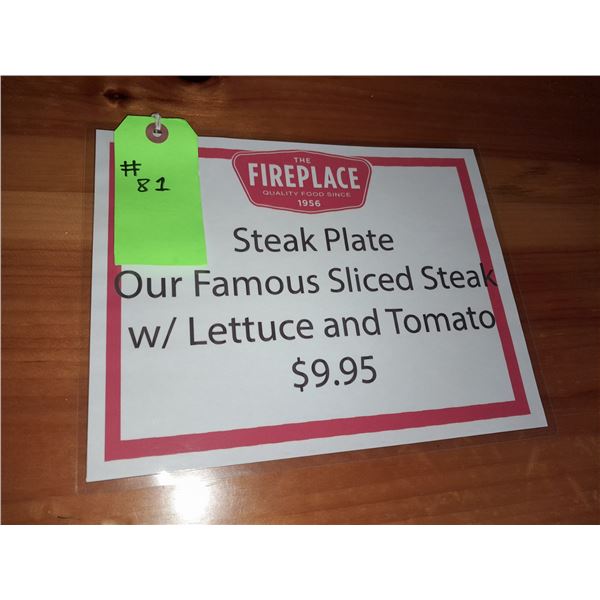 # 81
THE
FIREPLACE
QUALITY FOOD SINCE
1956
Steak Plate
Our Famous Sliced Steak
w/ Lettuce and Tomato
$9.95